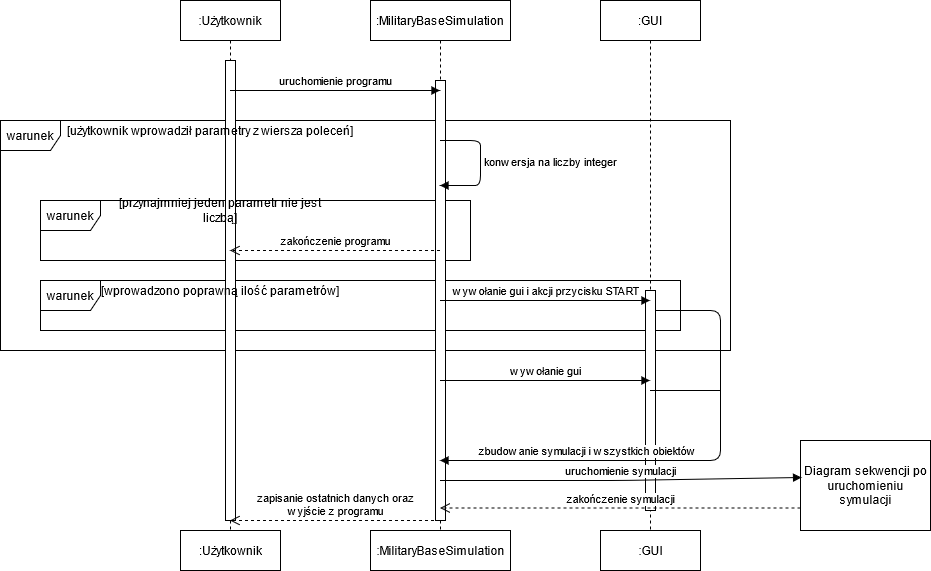 :Użytkownik
:MilitaryBaseSimulation
:GUI
uruchomienie programu
warunek
[użytkownik wprowadził parametry z wiersza poleceń]
konwersja na liczby integer
warunek
[przynajmniej jeden parametr nie jest
liczbą]
zakończenie programu
warunek
[wprowadzono poprawną ilość parametrów]
wywołanie gui i akcji przycisku START
wywołanie gui
zbudowanie symulacji i wszystkich obiektów
uruchomienie symulacji
Diagram sekwencji po
uruchomieniu
symulacji
zakończenie symulacji
zapisanie ostatnich danych oraz
wyjście z programu
:Użytkownik
:MilitaryBaseSimulation
:GUI